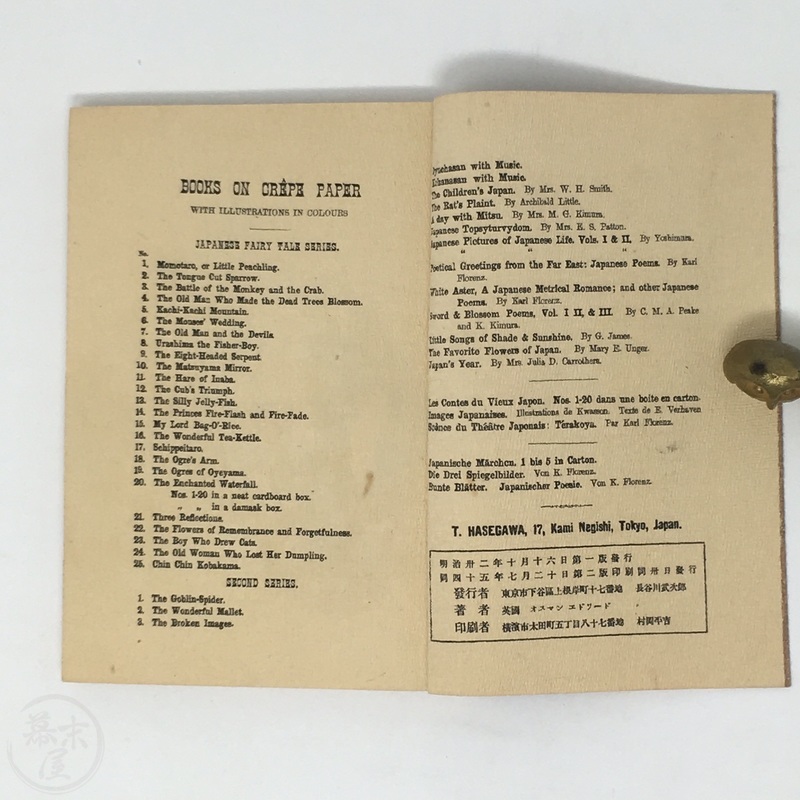 BOOKS ON CRÊPE PAPER
WITH ILLUSTRATIONS IN COLOURS
JAPANESE FAIRY TALE SERIES.
No.
1. Momotaro, or Little Peachling.
2. The Tongue Cut Sparrow.
3. The Battle of the Monkey and the Crab.
4. The Old Man Who Made the Dead Trees Blossom.
5. Kachi-Kachi Mountain.
6. The Mouses' Wedding.
7. The Old Man and the Devils.
8. Urashima the Fisher-Boy.
9. The Eight-Headed Serpent.
10. The Matsuyama Mirror.
11. The Hare of Inaba.
12. The Cub's Triumph.
13. The Silly Jelly-Fish.
14. The Princes Fire-Flash and Fire-Fade.
15. My Lord Bag-O'-Rice.
16. The Wonderful Tea-Kettle.
17. Schippeitaro.
18. The Ogre's Arm.
19. The Ogres of Oyeyama.
20. The Enchanted Waterfall.
Nos. 1-20 in a neat cardboard box.
„ „ in a damask box.
21. Three Reflections.
22. The Flowers of Remembrance and Forgetfulness.
23. The Boy Who Drew Cats.
24. The Old Woman Who Lost Her Dumpling.
25. Chin Chin Kobakama.
SECOND SERIES.
1. The Goblin-Spider.
2. The Wonderful Mallet.
3. The Broken Images.
with Music.
with Music.
The Children's Japan. By Mrs. W. H. Smith.
The Rat's Plaint. By Archibald Little.
A day with Mitsu. By Mrs. M. G. Kimura.
Japanese Topsyturvydom. By Mrs. E. S. Patton.
Japanese Pictures of Japanese Life. Vols. I & II. By Yoshimura.
„ „ „
Poetical Greetings from the Far East: Japanese Poems. By Karl
Florenz.
White Aster, A Japanese Metrical Romance; and other Japanese
Poems. By Karl Florenz.
Sword & Blossom Poems, Vol. I II, & III. By C. M. A. Peake
and K. Kimura.
Little Songs of Shade & Sunshine. By G. James.
The Favorite Flowers of Japan. By Mary E. Unger.
Japan's Year. By Mrs. Julia D. Carrothers.
Les Contes du Vieux Japon. Nos. 1-20 dans une boîte en carton.
Images Japonaises. Illustrations de Kwasson. Texte de E. Verhaven
Scènce du Théâtre Japonais: Térakoya. Par Karl Florenz.
Japanische Märchen. 1 bis 5 in Carton.
Die Drei Spiegelbilder. Von K. Florenz.
Bunte Blätter. Japanischer Poesie. Von K. Florenz.
T. HASEGAWA, 17, Kami Negishi, Tokyo, Japan.
明治卅二年十月十六日第一版發行
同四十五年七月二十日第二版印刷同卅日發行
發行者 東京市下谷區上根岸町十七番地 長谷川武次郎
著者 英國 オスマン エドワード
印刷者 橫濱市太田町五丁目八十七番地 村岡平吉
幕末屋